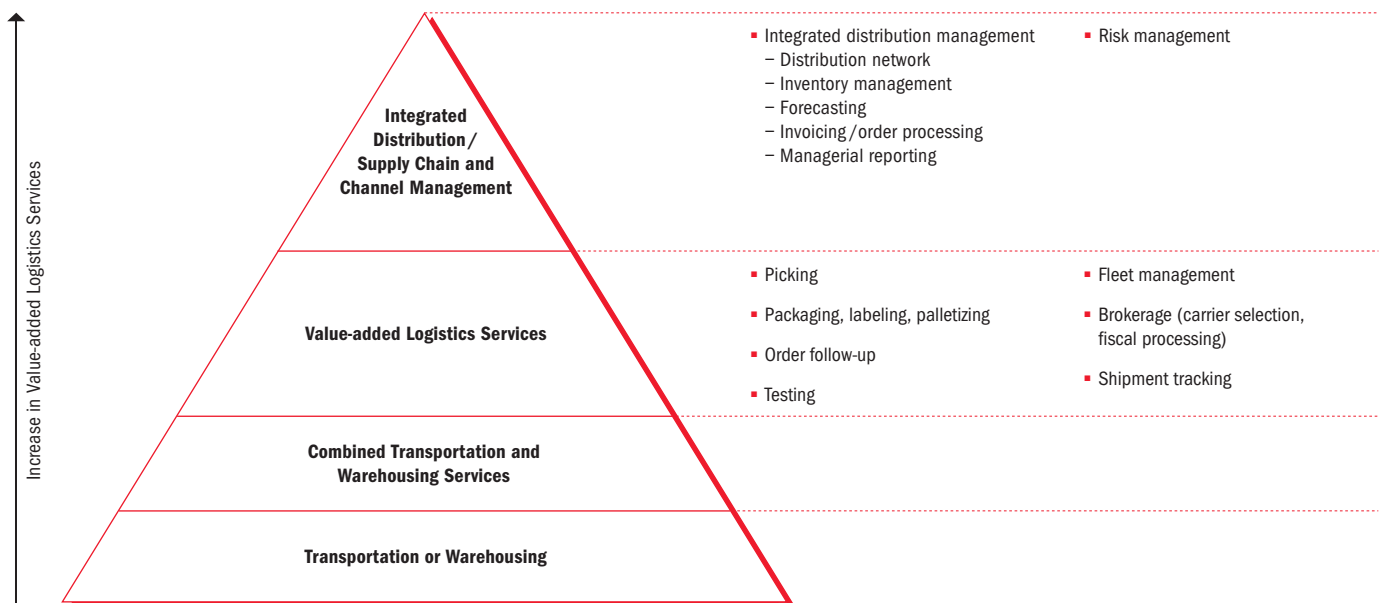 Increase in Value-added Logistics Services
Integrated
Distribution/
Supply Chain and
Channel Management
▪ Integrated distribution management
– Distribution network
– Inventory management
– Forecasting
– Invoicing/order processing
– Managerial reporting
▪ Risk management
Value-added Logistics Services
▪ Picking
▪ Packaging, labeling, palletizing
▪ Order follow-up
▪ Testing
▪ Fleet management
▪ Brokerage (carrier selection,
fiscal processing)
▪ Shipment tracking
Combined Transportation and
Warehousing Services
Transportation or Warehousing